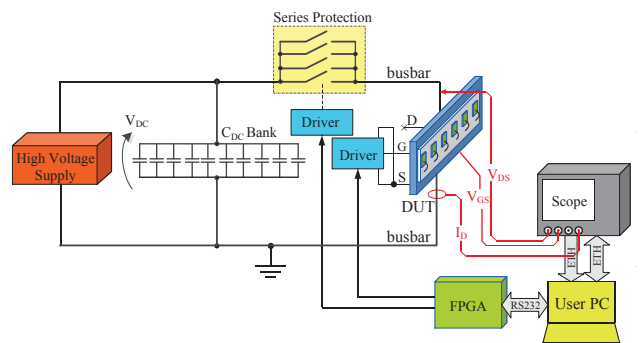 Series Protection
busbar
V_DC
C_DC Bank
Driver
D
High Voltage
Supply
Driver
G
S
DUT
V_DS
V_GS
I_D
Scope
busbar
ETH
ETH
FPGA
RS232
User PC